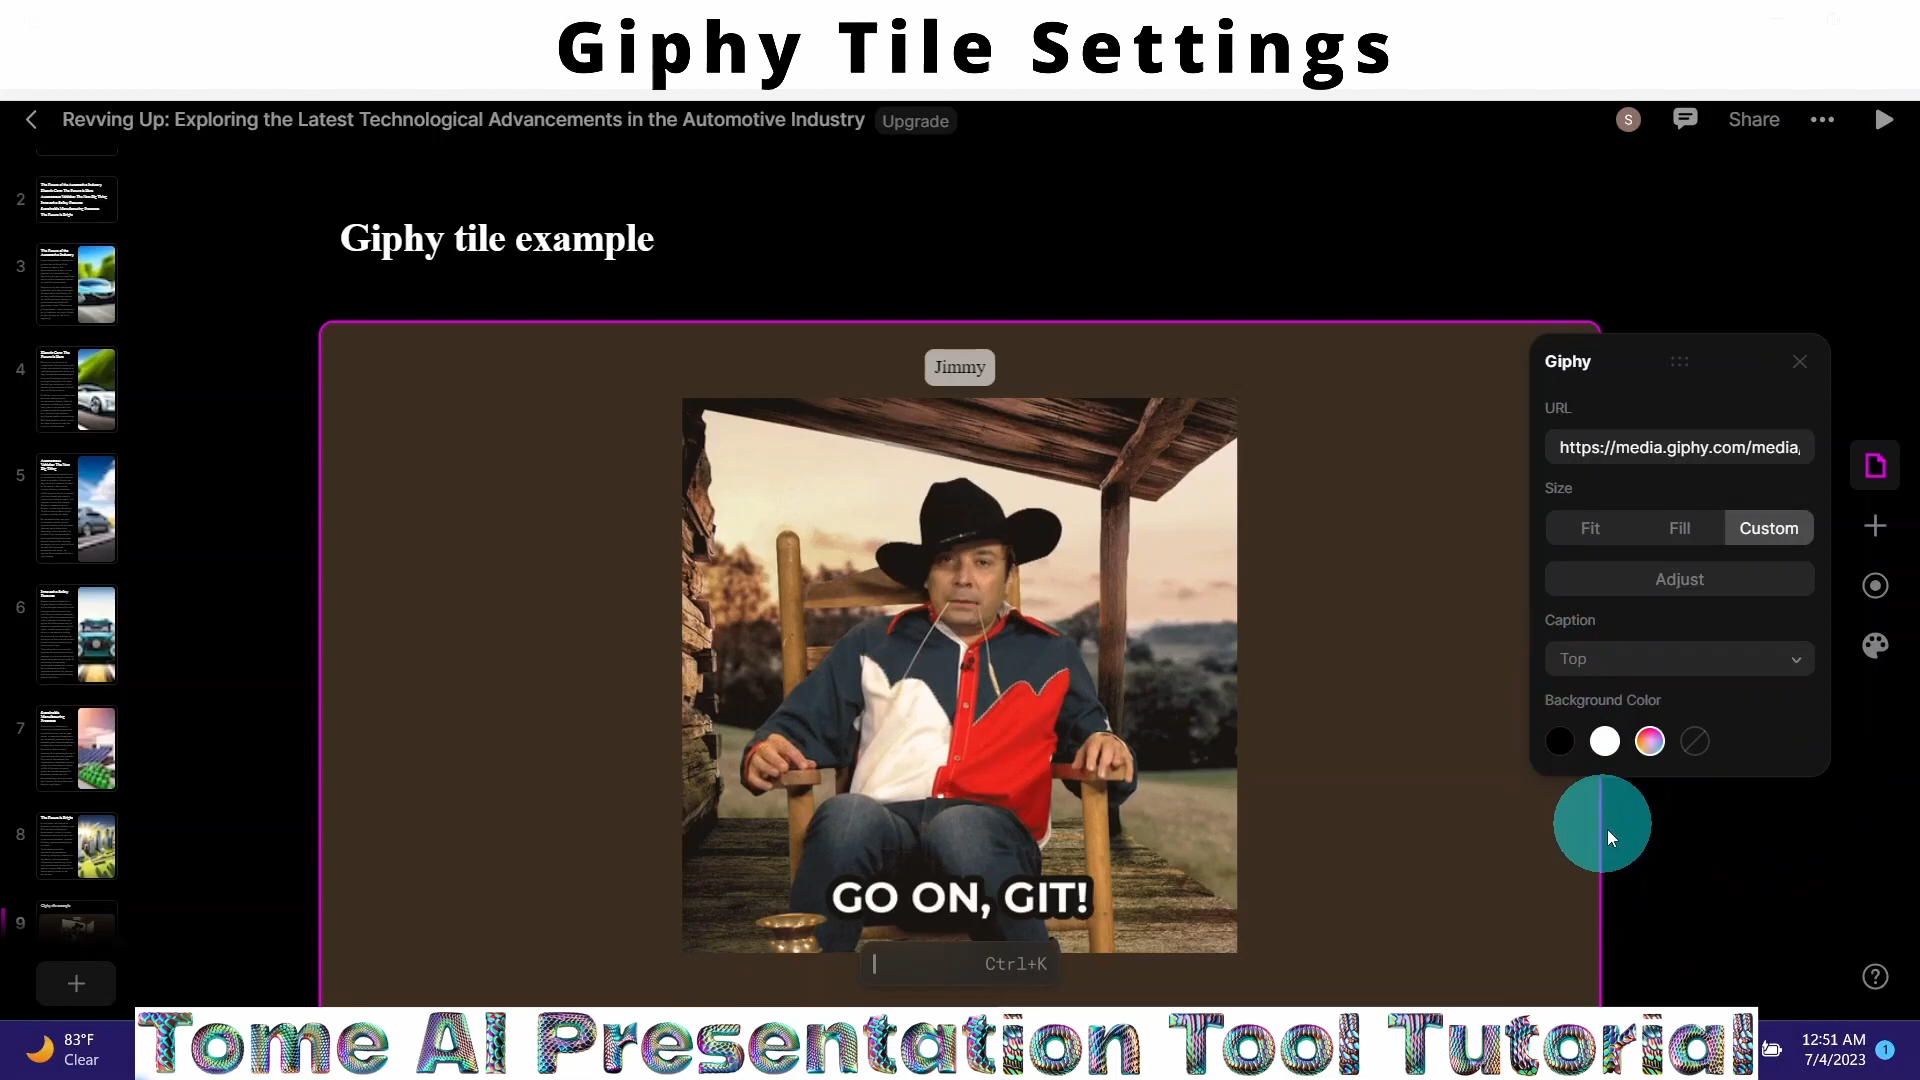 Giphy Tile Settings
Revving Up: Exploring the Latest Technological Advancements in the Automotive Industry
Upgrade
S
Share
Giphy tile example
Jimmy
GO ON, GIT!
Ctrl+K
Giphy
URL
https://media.giphy.com/media,
Size
Fit
Fill
Custom
Adjust
Caption
Top
Background Color
2
3
4
5
6
7
8
9
83°F
Clear
Tome AI Presentation Tool Tutorial
12:51 AM
7/4/2023
1